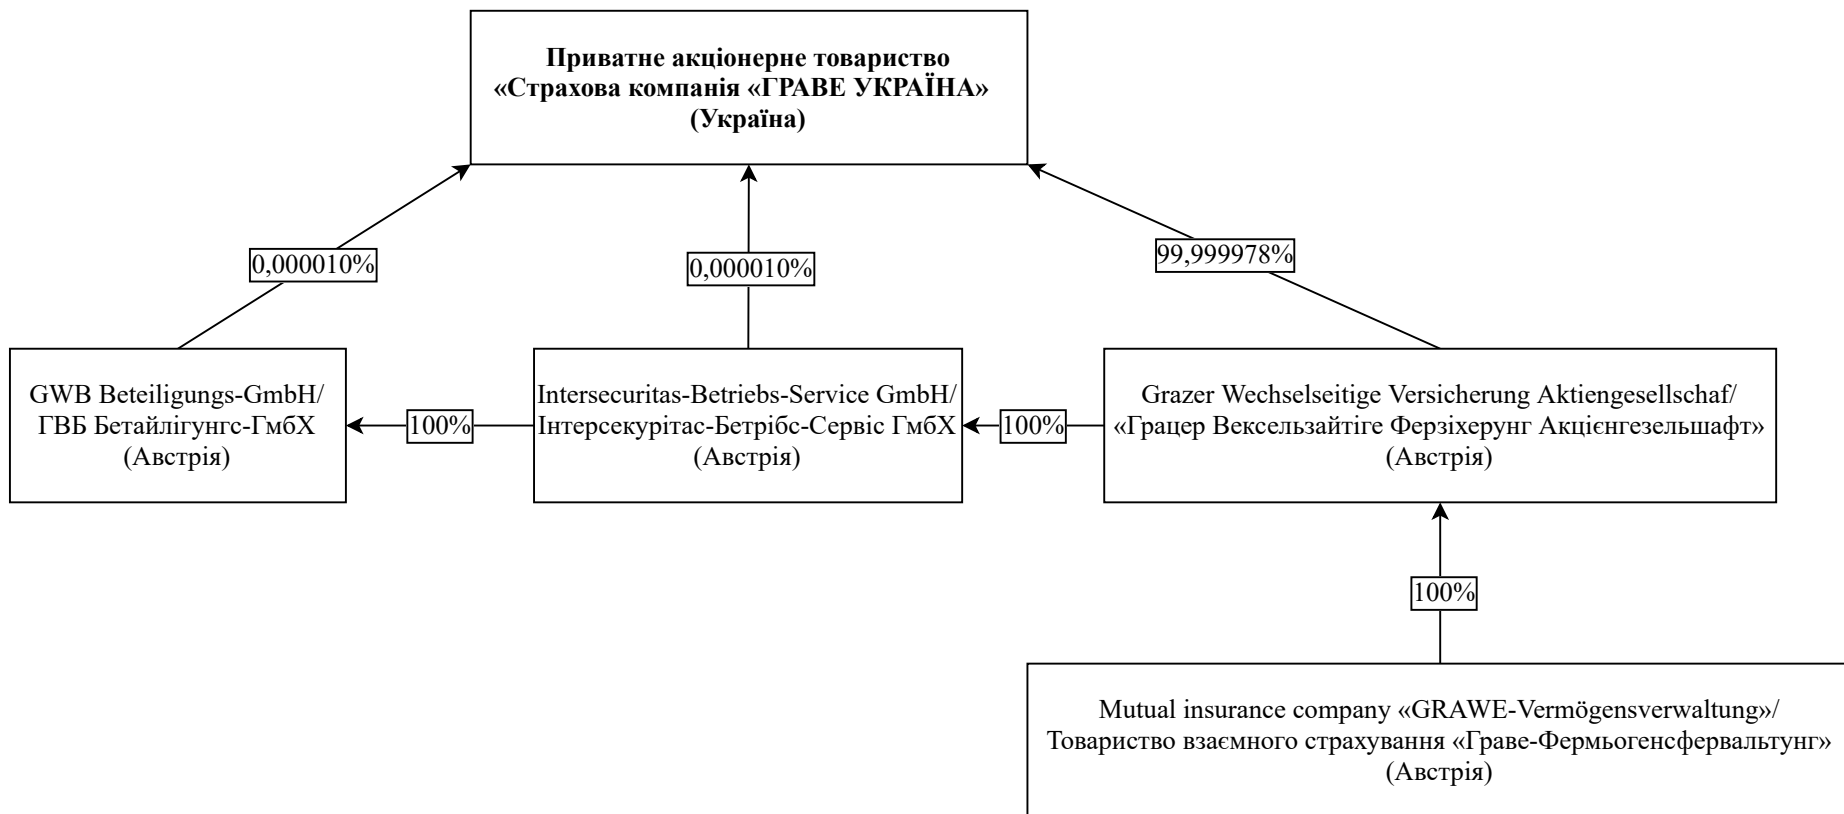 Приватне акціонерне товариство
«Страхова компанія «ГРАВЕ УКРАЇНА»
(Україна)
0,000010%
0,000010%
99,999978%
GWB Beteiligungs-GmbH/
ГВБ Бетайлігунгс-ГмбХ
(Австрія)
100%
Intersecuritas-Betriebs-Service GmbH/
Інтерсекурітас-Бетрібс-Сервіс ГмбХ
(Австрія)
100%
Grazer Wechselseitige Versicherung Aktiengesellschaf/
«Грацер Вексельзайтіге Ферзіхерунг Акцієнгезельшафт»
(Австрія)
100%
Mutual insurance company «GRAWE-Vermögensverwaltung»/
Товариство взаємного страхування «Граве-Фермьогенсфервальтунг»
(Австрія)